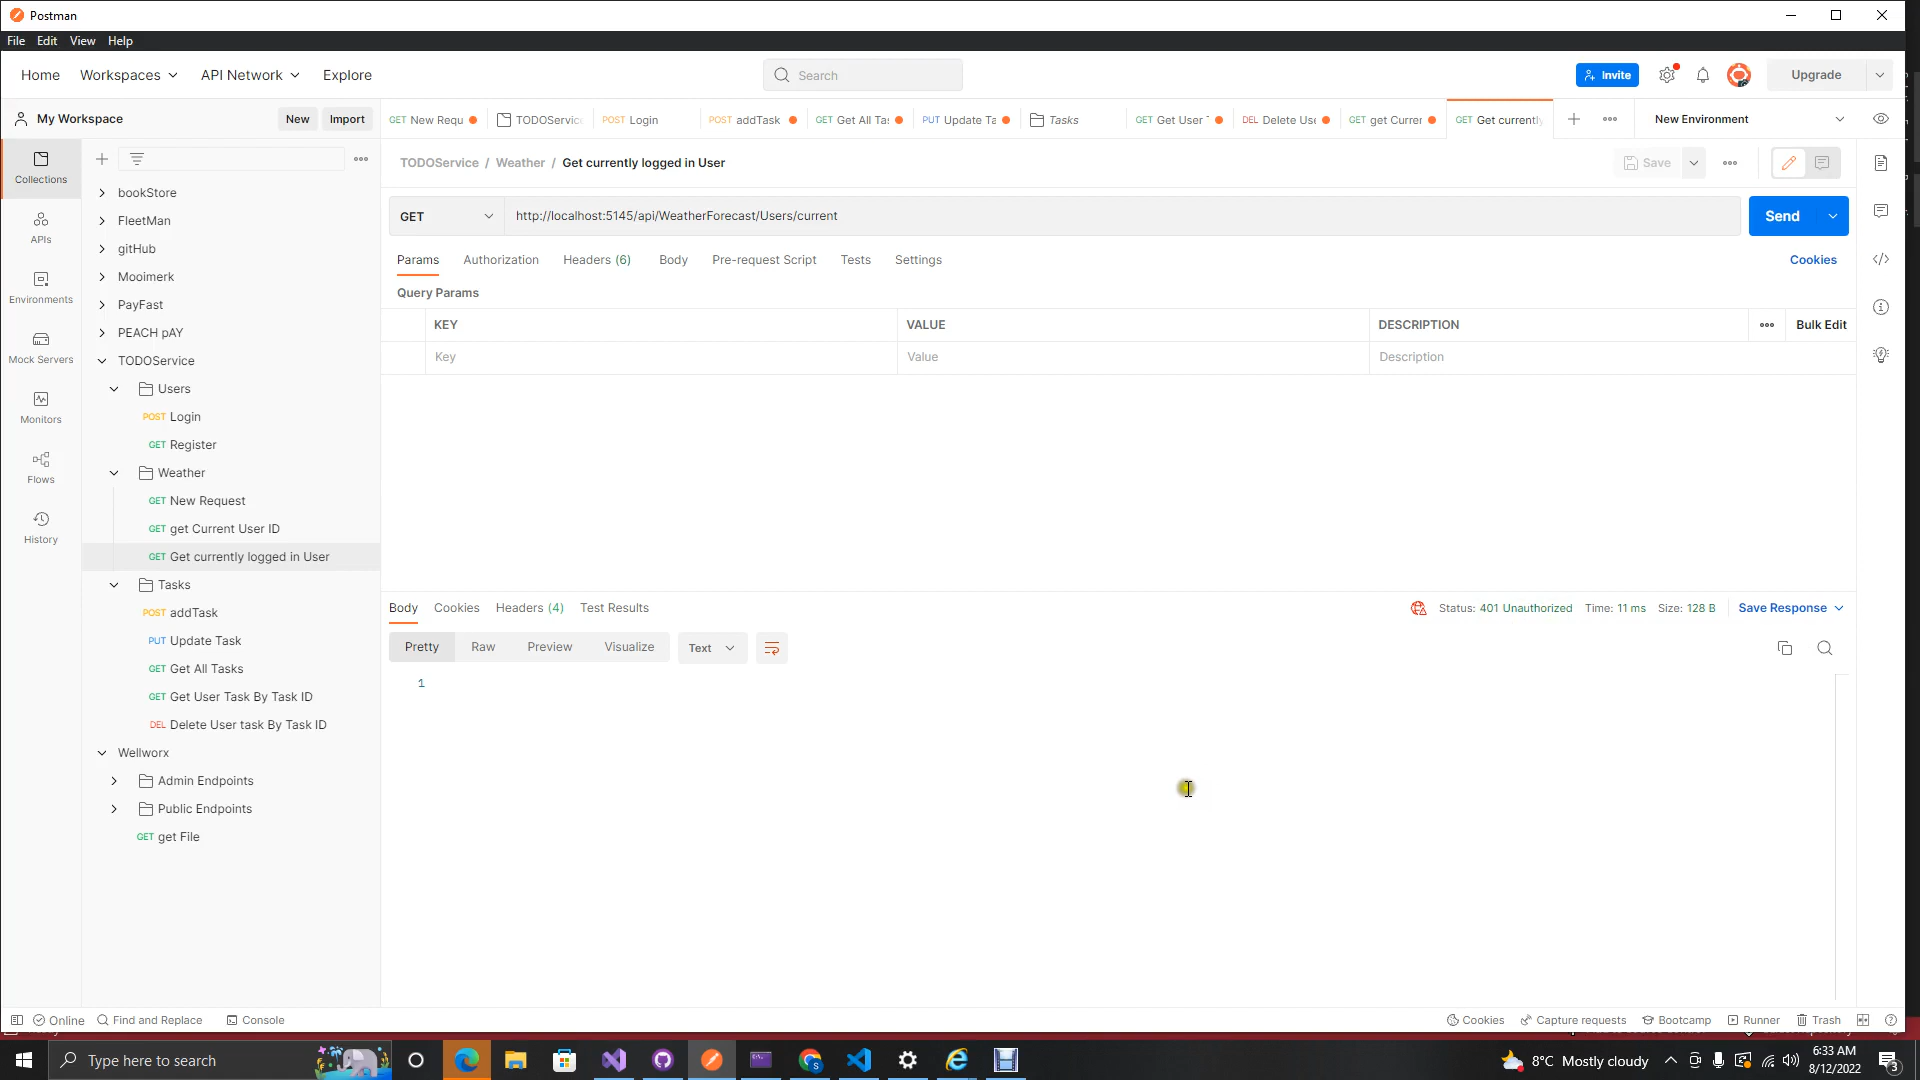 Postman
File Edit View Help
Home Workspaces API Network Explore Search Invite Upgrade
My Workspace New Import
GET New Requ TODOService POST Login POST addTask GET Get All Tas PUT Update Ta Tasks GET Get User T DEL Delete Use GET get Currer GET Get currently New Environment
Collections
APIs
Environments
Mock Servers
Monitors
Flows
History
bookStore
FleetMan
gitHub
Mooimerk
PayFast
PEACH pAY
TODOService
Users
POST Login
GET Register
Weather
GET New Request
GET get Current User ID
GET Get currently logged in User
Tasks
POST addTask
PUT Update Task
GET Get All Tasks
GET Get User Task By Task ID
DEL Delete User task By Task ID
Wellworx
Admin Endpoints
Public Endpoints
GET get File
TODOService / Weather / Get currently logged in User Save
GET http://localhost:5145/api/WeatherForecast/Users/current Send
Params Authorization Headers (6) Body Pre-request Script Tests Settings Cookies
Query Params
KEY VALUE DESCRIPTION Bulk Edit
Key Value Description
Body Cookies Headers (4) Test Results Status: 401 Unauthorized Time: 11 ms Size: 128 B Save Response
Pretty Raw Preview Visualize Text
1
Online Find and Replace Console Cookies Capture requests Bootcamp Runner Trash
Type here to search 8°C Mostly cloudy 6:33 AM
8/12/2022 3